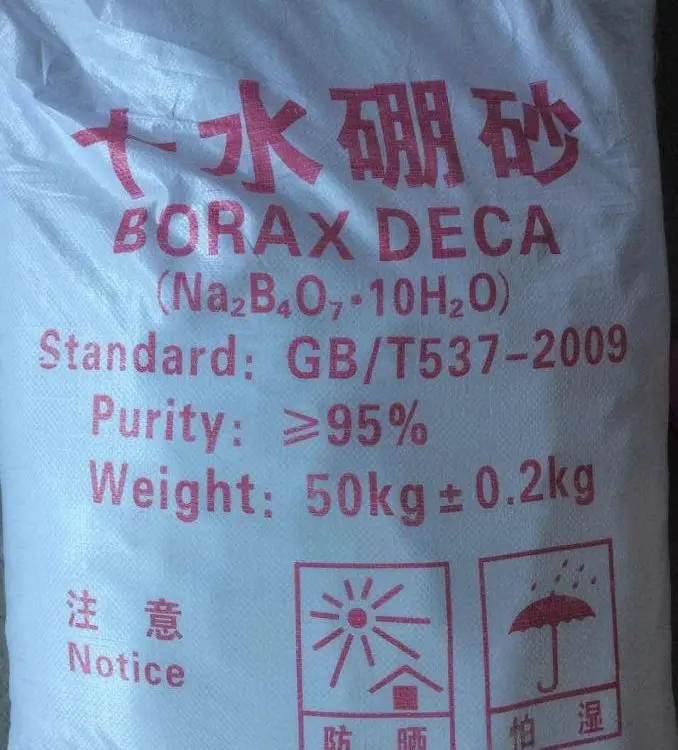 十水硼砂
BORAX DECA
(Na₂B₄O₇·10H₂O)
Standard: GB/T537-2009
Purity: ≥95%
Weight: 50kg±0.2kg
注意
Notice
防晒
怕湿